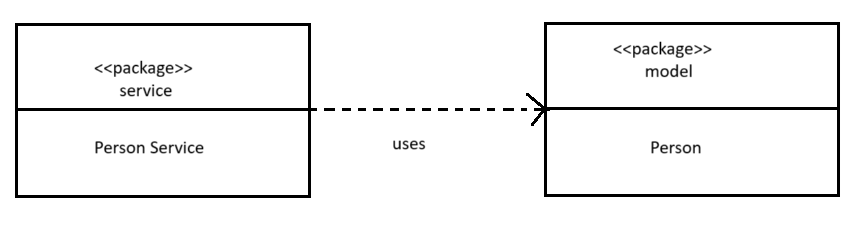 <<package>>
service
Person Service
uses
<<package>>
model
Person